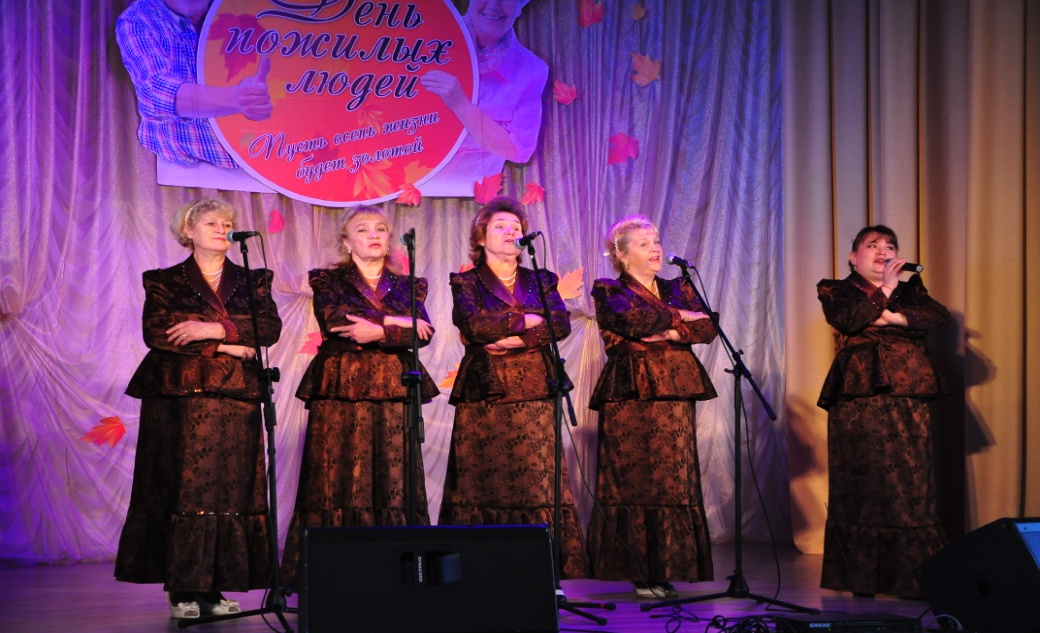 День
пожилых
людей
Пусть осень жизни
будет золотой